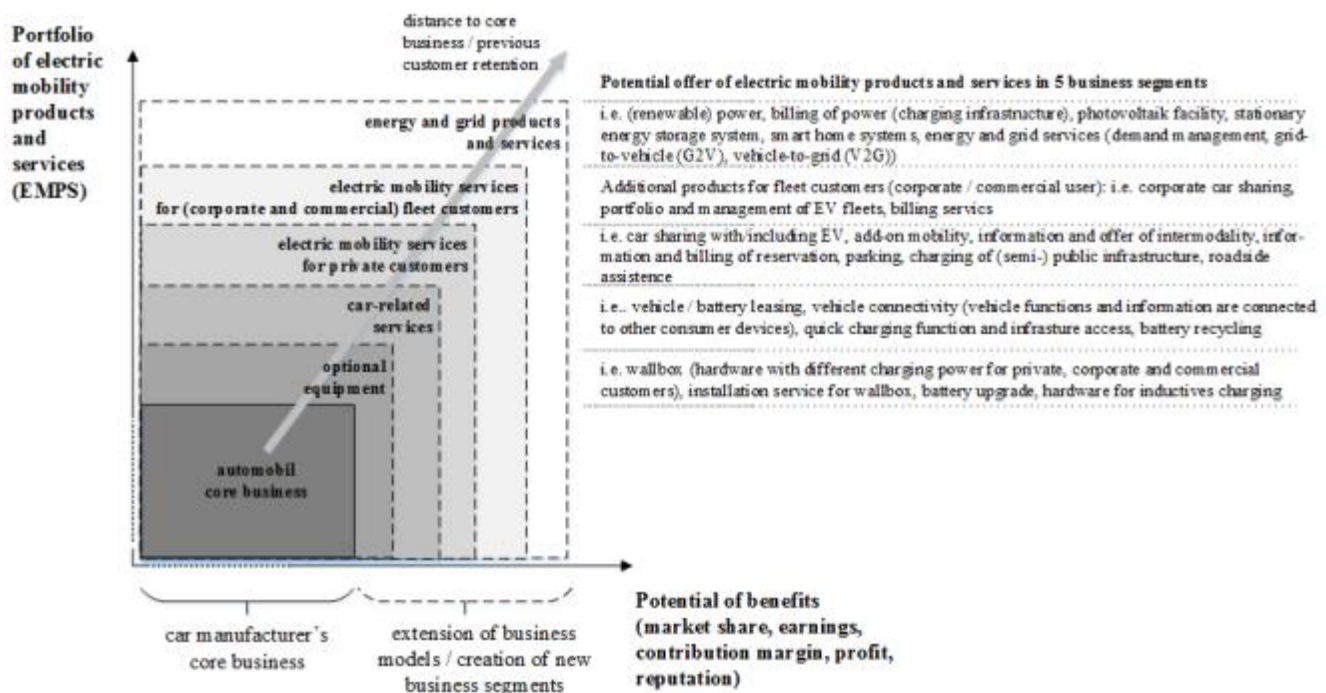 Portfolio
of electric
mobility
products
and
services
(EMPS)
distance to core
business / previous
customer retention
energy and grid products
and services
electric mobility services
for (corporate and commercial) fleet customers
electric mobility services
for private customers
car-related
services
optional
equipment
automobil
core business
Potential offer of electric mobility products and services in 5 business segments
i.e. (renewable) power, billing of power (charging infrastructure), photovoltaik facility, stationary
energy storage system, smart home systems, energy and grid services (demand management, grid-
to-vehicle (G2V), vehicle-to-grid (V2G))
Additional products for fleet customers (corporate / commercial user): i.e. corporate car sharing,
portfolio and management of EV fleets, billing servics
i.e. car sharing with/including EV, add-on mobility, information and offer of intermodality, infor-
mation and billing of reservation, parking, charging of (semi-) public infrastructure, roadside
assistence
i.e.. vehicle / battery leasing, vehicle connectivity (vehicle functions and information are connected
to other consumer devices), quick charging function and infrasture access, battery recycling
i.e. wallbox (hardware with different charging power for private, corporate and commercial
customers), installation service for wallbox, battery upgrade, hardware for inductives charging
car manufacturer´s
core business
extension of business
models / creation of new
business segments
Potential of benefits
(market share, earnings,
contribution margin, profit,
reputation)